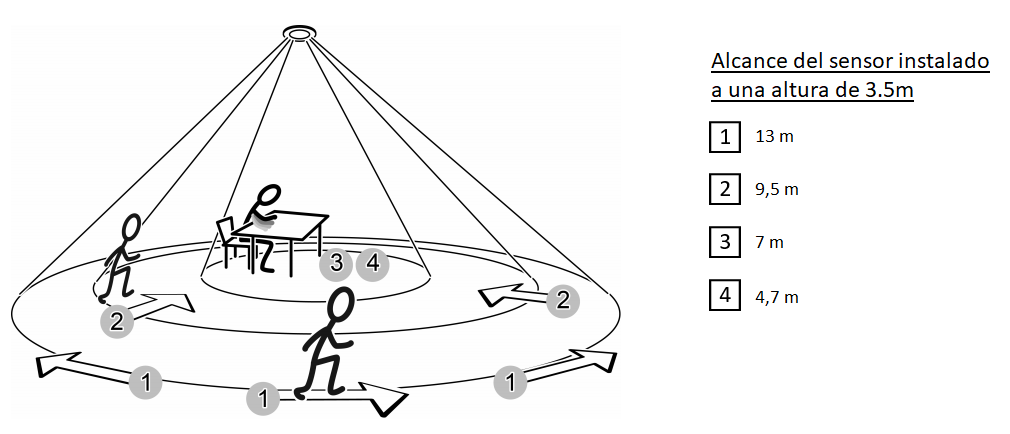 Alcance del sensor instalado
a una altura de 3.5m
1 13 m
2 9,5 m
3 7 m
4 4,7 m
3 4
2
2
1
1
1